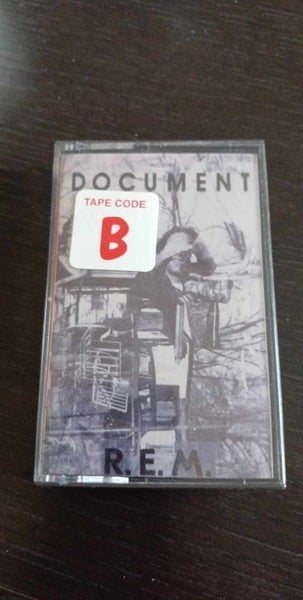 DOCUMENT
TAPE CODE
B
R.E.M.